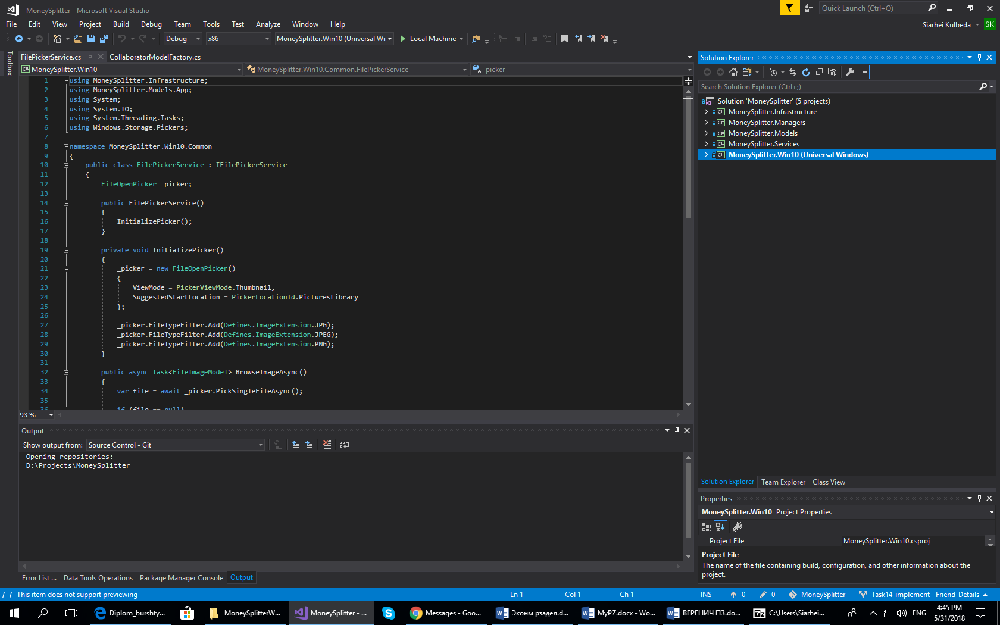 MoneySplitter - Microsoft Visual Studio
Quick Launch (Ctrl+Q)
File Edit View Project Build Debug Team Tools Test Analyze Window Help
Siarhei Kulbeda SK
Debug x86 MoneySplitter.Win10 (Universal Wi Local Machine
Toolbox
FilePickerService.cs CollaboratorModelFactory.cs
MoneySplitter.Win10 MoneySplitter.Win10.Common.FilePickerService _picker
1 using MoneySplitter.Infrastructure;
2 using MoneySplitter.Models.App;
3 using System;
4 using System.IO;
5 using System.Threading.Tasks;
6 using Windows.Storage.Pickers;
7
8 namespace MoneySplitter.Win10.Common
9 {
10 public class FilePickerService : IFilePickerService
11 {
12 FileOpenPicker _picker;
13
14 public FilePickerService()
15 {
16 InitializePicker();
17 }
18
19 private void InitializePicker()
20 {
21 _picker = new FileOpenPicker()
22 {
23 ViewMode = PickerViewMode.Thumbnail,
24 SuggestedStartLocation = PickerLocationId.PicturesLibrary
25 };
26
27 _picker.FileTypeFilter.Add(Defines.ImageExtension.JPG);
28 _picker.FileTypeFilter.Add(Defines.ImageExtension.JPEG);
29 _picker.FileTypeFilter.Add(Defines.ImageExtension.PNG);
30 }
31
32 public async Task<FileImageModel> BrowseImageAsync()
33 {
34 var file = await _picker.PickSingleFileAsync();
35
36 if (file == null)
93 %
Output
Show output from: Source Control - Git
Opening repositories:
D:\Projects\MoneySplitter
Error List ... Data Tools Operations Package Manager Console Output
Solution Explorer
Search Solution Explorer (Ctrl+;)
Solution 'MoneySplitter' (5 projects)
C# MoneySplitter.Infrastructure
C# MoneySplitter.Managers
C# MoneySplitter.Models
C# MoneySplitter.Services
C# MoneySplitter.Win10 (Universal Windows)
Solution Explorer Team Explorer Class View
Properties
MoneySplitter.Win10 Project Properties
Project File MoneySplitter.Win10.csproj
Project File
The name of the file containing build, configuration, and other information about the
project.
This item does not support previewing Ln 1 Col 1 Ch 1 INS 0 0 MoneySplitter Task14_implement__Friend_Details
Diplom_burshty... MoneySplitterW... MoneySplitter - ... Messages - Goo... Эконм рзадел.d... MyPZ.docx - Wo... ВЕРЕНИЧ ПЗ.do... 7z C:\Users\Siarhei... ENG 4:45 PM
5/31/2018